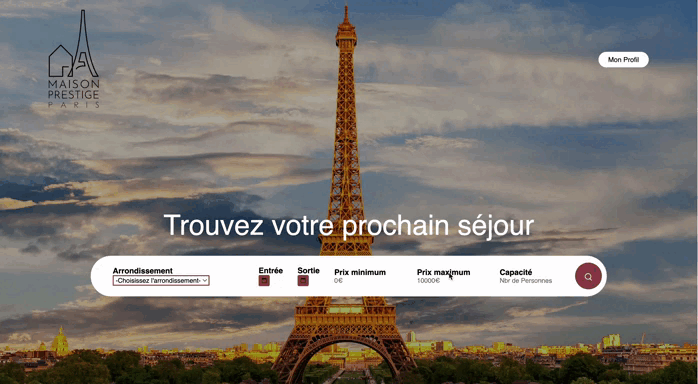 MAISON
PRESTIGE
PARIS
Mon Profil
Trouvez votre prochain séjour
Arrondissement
-Choisissez l'arrondissement-
Entrée
Sortie
Prix minimum
0€
Prix maximum
10000€
Capacité
Nbr de Personnes